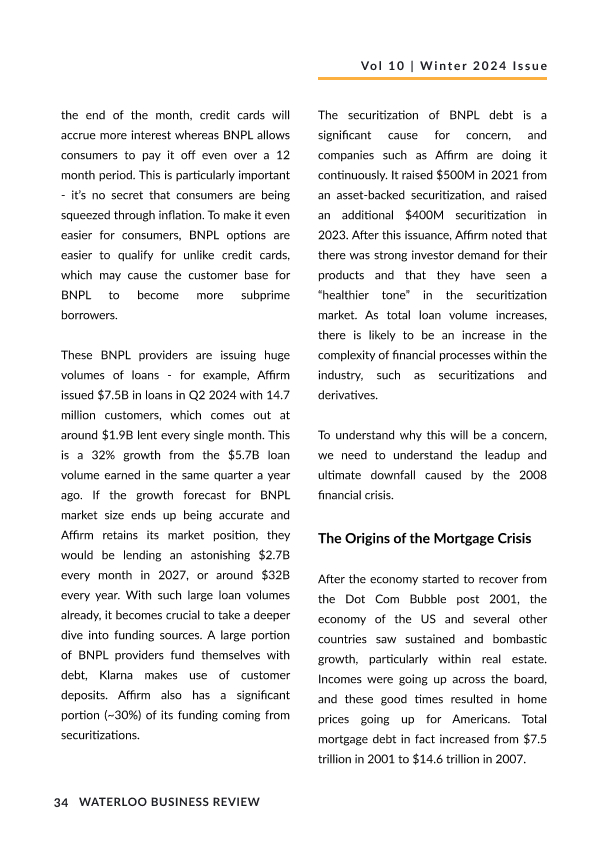 Vol 10 | Winter 2024 Issue
the end of the month, credit cards will
accrue more interest whereas BNPL allows
consumers to pay it off even over a 12
month period. This is particularly important
- it’s no secret that consumers are being
squeezed through inflation. To make it even
easier for consumers, BNPL options are
easier to qualify for unlike credit cards,
which may cause the customer base for
BNPL to become more subprime
borrowers.
These BNPL providers are issuing huge
volumes of loans - for example, Affirm
issued $7.5B in loans in Q2 2024 with 14.7
million customers, which comes out at
around $1.9B lent every single month. This
is a 32% growth from the $5.7B loan
volume earned in the same quarter a year
ago. If the growth forecast for BNPL
market size ends up being accurate and
Affirm retains its market position, they
would be lending an astonishing $2.7B
every month in 2027, or around $32B
every year. With such large loan volumes
already, it becomes crucial to take a deeper
dive into funding sources. A large portion
of BNPL providers fund themselves with
debt, Klarna makes use of customer
deposits. Affirm also has a significant
portion (~30%) of its funding coming from
securitizations.
The securitization of BNPL debt is a
significant cause for concern, and
companies such as Affirm are doing it
continuously. It raised $500M in 2021 from
an asset-backed securitization, and raised
an additional $400M securitization in
2023. After this issuance, Affirm noted that
there was strong investor demand for their
products and that they have seen a
“healthier tone” in the securitization
market. As total loan volume increases,
there is likely to be an increase in the
complexity of financial processes within the
industry, such as securitizations and
derivatives.
To understand why this will be a concern,
we need to understand the leadup and
ultimate downfall caused by the 2008
financial crisis.
The Origins of the Mortgage Crisis
After the economy started to recover from
the Dot Com Bubble post 2001, the
economy of the US and several other
countries saw sustained and bombastic
growth, particularly within real estate.
Incomes were going up across the board,
and these good times resulted in home
prices going up for Americans. Total
mortgage debt in fact increased from $7.5
trillion in 2001 to $14.6 trillion in 2007.
34 WATERLOO BUSINESS REVIEW